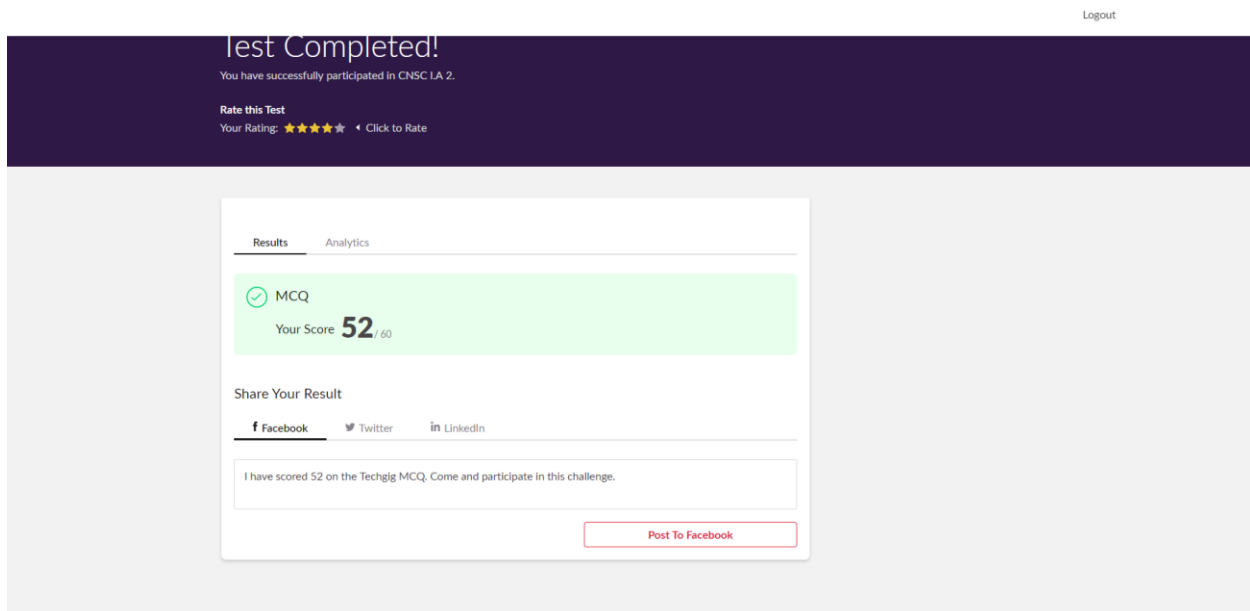 Logout
Test Completed!
You have successfully participated in CNSC I.A 2.
Rate this Test
Your Rating: Click to Rate
Results Analytics
MCQ
Your Score 52 / 60
Share Your Result
f Facebook Twitter in LinkedIn
I have scored 52 on the Techgig MCQ. Come and participate in this challenge.
Post To Facebook